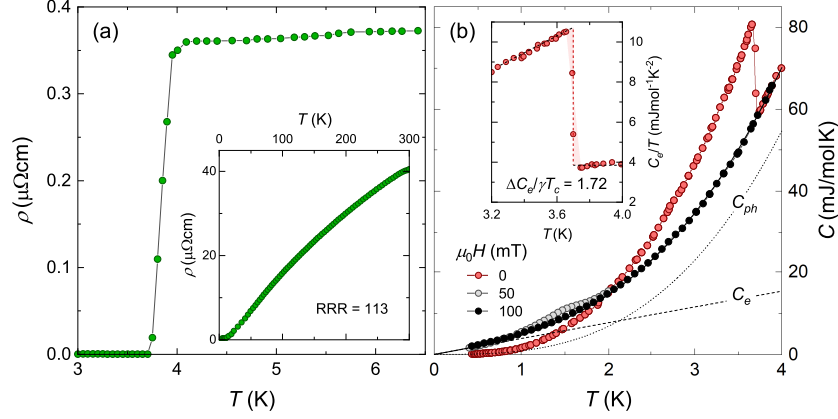 (a)
0.4
0.3
0.2
0.1
0.0
ρ (μΩcm)
3 4 5 6
T (K)
T (K)
0 100 200 300
40
20
0
ρ (μΩcm)
RRR = 113
(b)
10
8
6
4
2
C_e/T (mJmol⁻¹K⁻²)
ΔC_e/γT_c = 1.72
3.2 3.6 4.0
T (K)
μ₀H (mT)
0
50
100
C_ph
C_e
80
60
40
20
0
C (mJ/molK)
0 1 2 3 4
T (K)